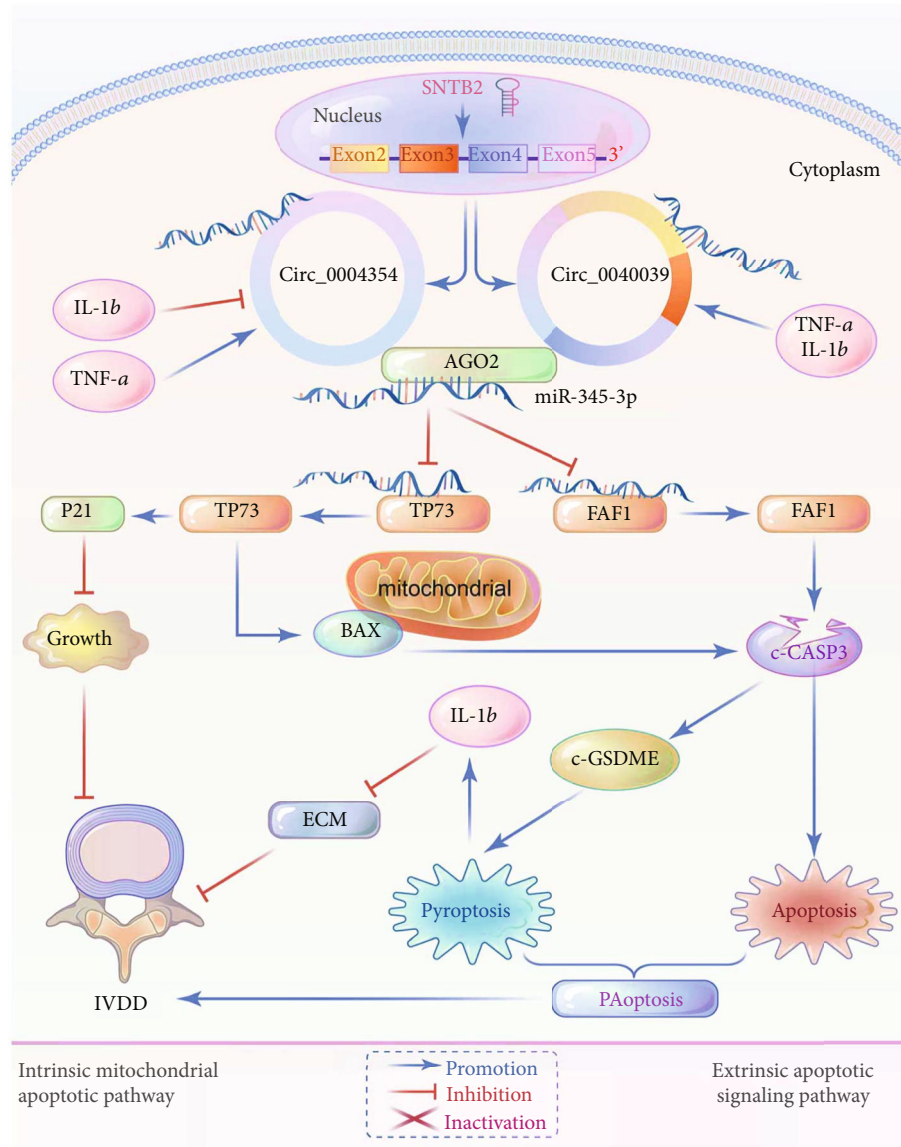 SNTB2
Nucleus
Exon2 Exon3 Exon4 Exon5 3’
Cytoplasm
Circ_0004354
Circ_0040039
IL-1b
TNF-a
TNF-a
IL-1b
AGO2
miR-345-3p
P21
TP73
TP73
FAF1
FAF1
mitochondrial
BAX
Growth
c-CASP3
IL-1b
c-GSDME
ECM
Pyroptosis
Apoptosis
PAoptosis
IVDD
Intrinsic mitochondrial
apoptotic pathway
Promotion
Inhibition
Inactivation
Extrinsic apoptotic
signaling pathway